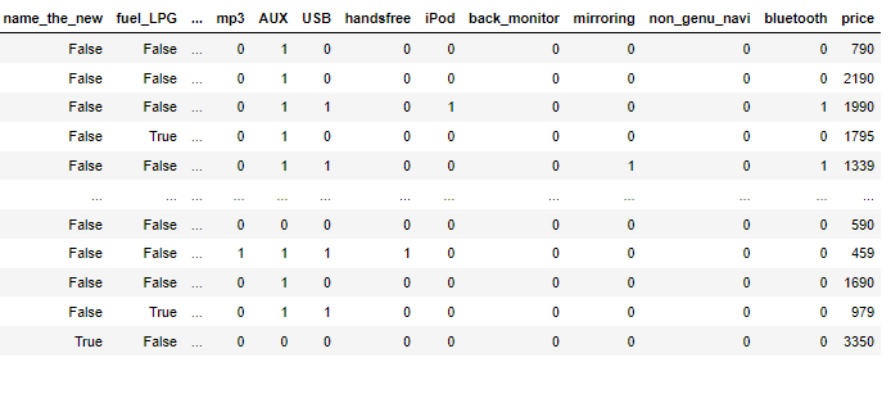 name_the_new fuel_LPG ... mp3 AUX USB handsfree iPod back_monitor mirroring non_genu_navi bluetooth price
False False ... 0 1 0 0 0 0 0 0 0 790
False False ... 0 1 0 0 0 0 0 0 0 2190
False False ... 0 1 1 0 1 0 0 0 1 1990
False True ... 0 1 0 0 0 0 0 0 0 1795
False False ... 0 1 1 0 0 0 1 0 1 1339
... ... ... ... ... ... ... ... ... ... ... ... ...
False False ... 0 0 0 0 0 0 0 0 0 590
False False ... 1 1 1 1 0 0 0 0 0 459
False False ... 0 1 0 0 0 0 0 0 0 1690
False True ... 0 1 1 0 0 0 0 0 0 979
True False ... 0 0 0 0 0 0 0 0 0 3350